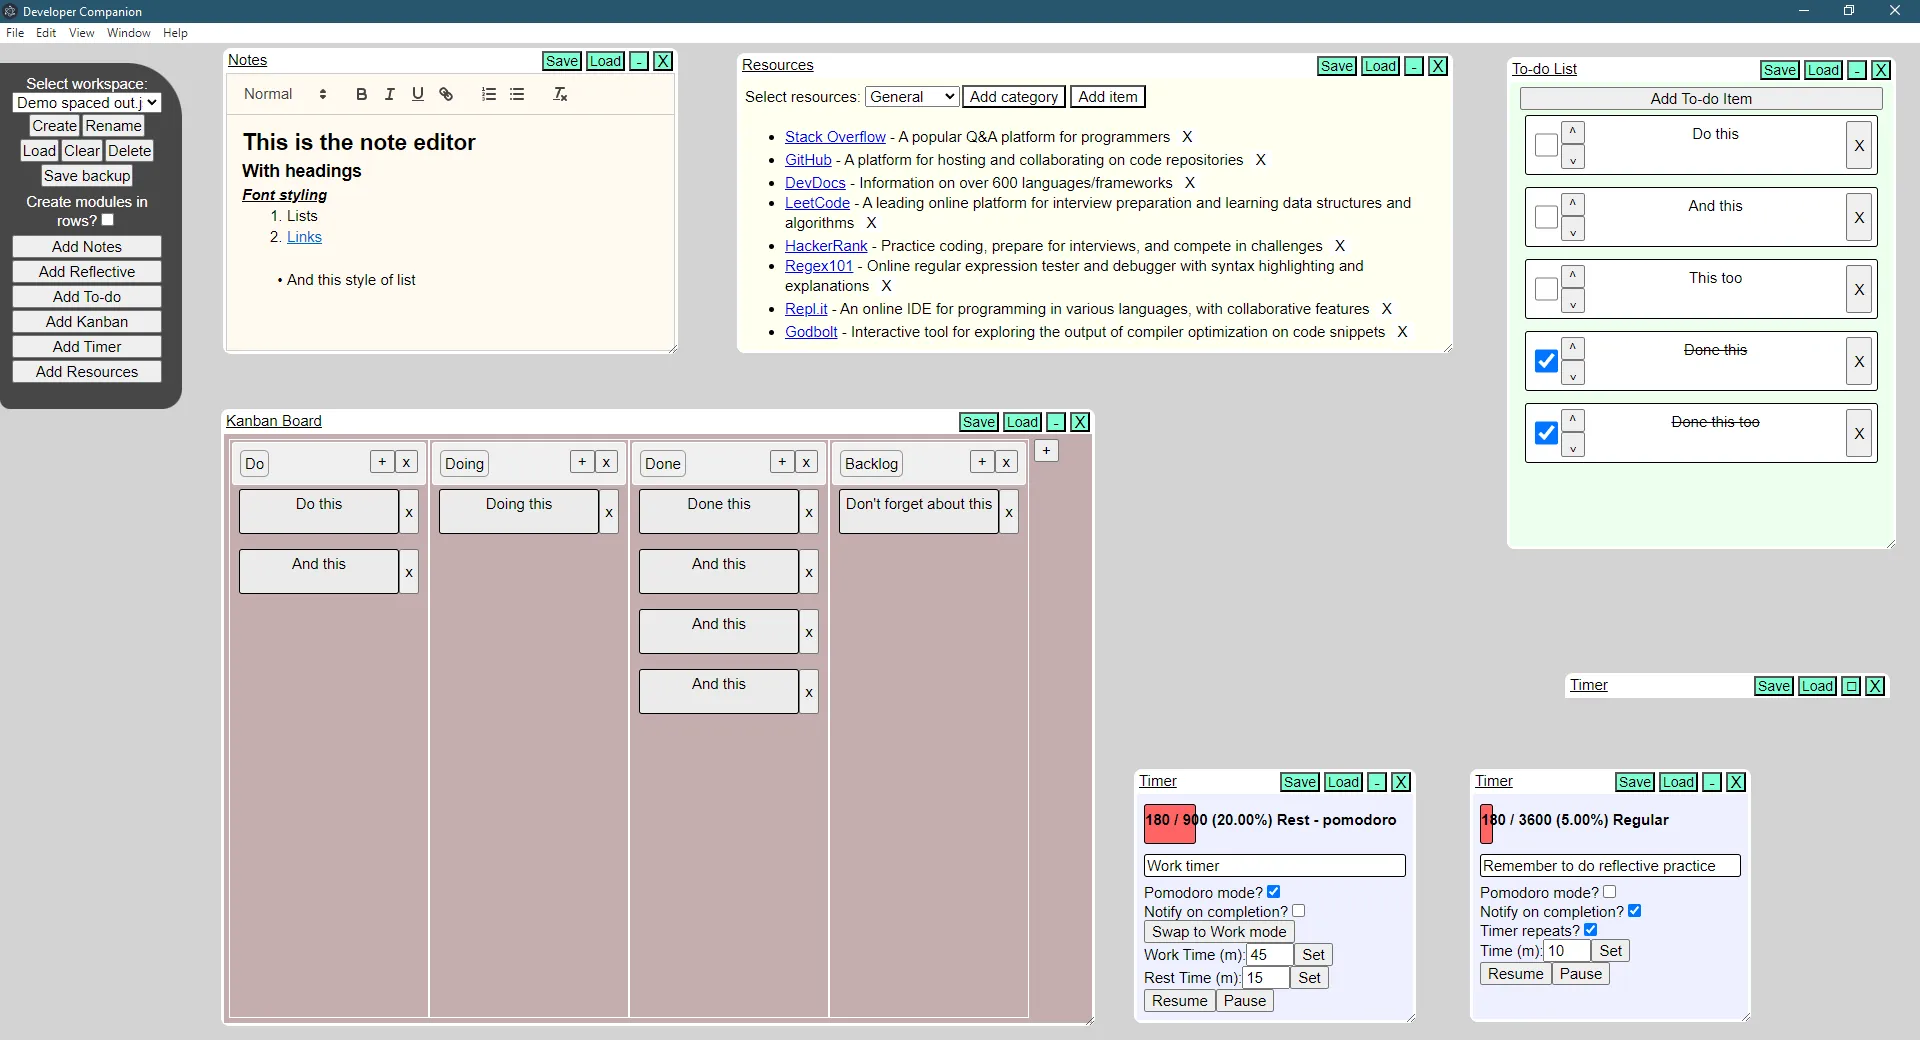 Developer Companion
File Edit View Window Help
Select workspace:
Demo spaced out.j
Create Rename
Load Clear Delete
Save backup
Create modules in
rows?
Add Notes
Add Reflective
Add To-do
Add Kanban
Add Timer
Add Resources
Notes Save Load - X
Normal B I U
This is the note editor
With headings
Font styling
1. Lists
2. Links
• And this style of list
Resources Save Load - X
Select resources: General Add category Add item
• Stack Overflow - A popular Q&A platform for programmers X
• GitHub - A platform for hosting and collaborating on code repositories X
• DevDocs - Information on over 600 languages/frameworks X
• LeetCode - A leading online platform for interview preparation and learning data structures and
algorithms X
• HackerRank - Practice coding, prepare for interviews, and compete in challenges X
• Regex101 - Online regular expression tester and debugger with syntax highlighting and
explanations X
• Repl.it - An online IDE for programming in various languages, with collaborative features X
• Godbolt - Interactive tool for exploring the output of compiler optimization on code snippets X
To-do List Save Load - X
Add To-do Item
^ v Do this X
^ v And this X
^ v This too X
^ v Done this X
^ v Done this too X
Kanban Board Save Load - X
Do + x Doing + x Done + x Backlog + x +
Do this x Doing this x Done this x Don't forget about this x
And this x And this x
And this x
And this x
Timer Save Load X
Timer Save Load - X
180 / 900 (20.00%) Rest - pomodoro
Work timer
Pomodoro mode?
Notify on completion?
Swap to Work mode
Work Time (m): 45 Set
Rest Time (m): 15 Set
Resume Pause
Timer Save Load - X
180 / 3600 (5.00%) Regular
Remember to do reflective practice
Pomodoro mode?
Notify on completion?
Timer repeats?
Time (m): 10 Set
Resume Pause